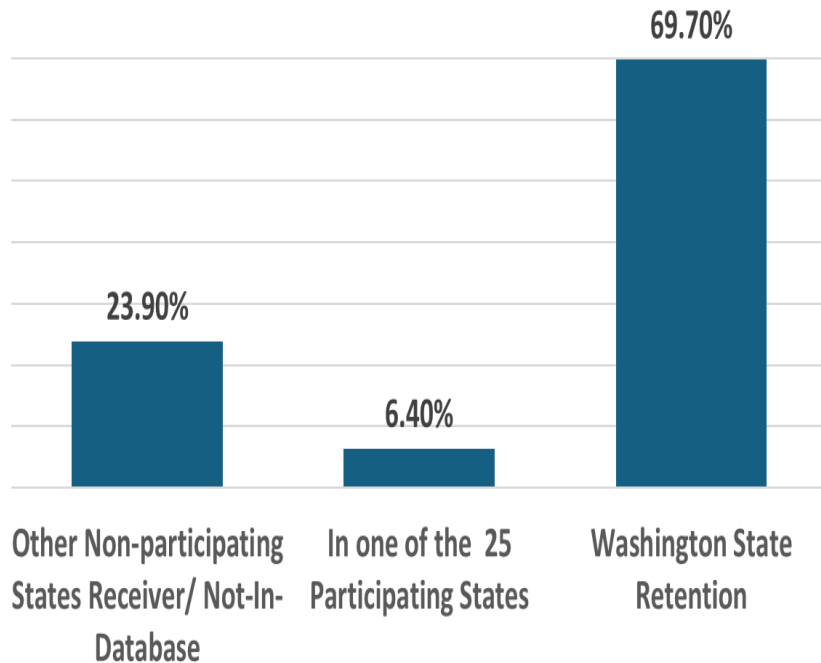 69.70%
23.90%
6.40%
Other Non-participating
States Receiver/ Not-In-
Database
In one of the 25
Participating States
Washington State
Retention